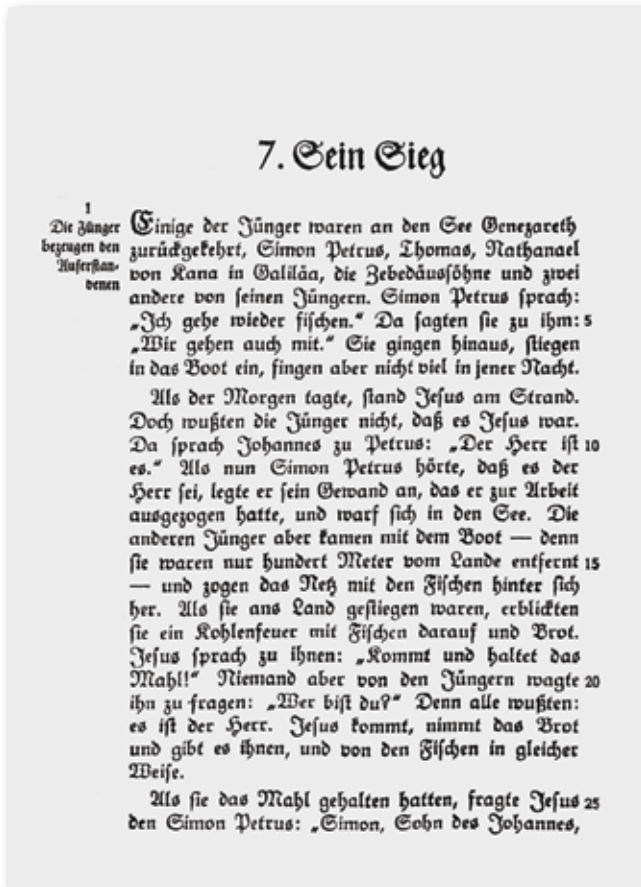 7. Sein Sieg
1
Die Jünger
bezeugen den
Auferstan-
denen
Einige der Jünger waren an den See Genezareth
zurückgekehrt, Simon Petrus, Thomas, Nathanael
von Kana in Galiläa, die Zebedäussöhne und zwei
andere von seinen Jüngern. Simon Petrus sprach:
„Ich gehe wieder fischen.“ Da sagten sie zu ihm: 5
„Wir gehen auch mit.“ Sie gingen hinaus, stiegen
in das Boot ein, fingen aber nicht viel in jener Nacht.
Als der Morgen tagte, stand Jesus am Strand.
Doch wußten die Jünger nicht, daß es Jesus war.
Da sprach Johannes zu Petrus: „Der Herr ist 10
es.“ Als nun Simon Petrus hörte, daß es der
Herr sei, legte er sein Gewand an, das er zur Arbeit
ausgezogen hatte, und warf sich in den See. Die
anderen Jünger aber kamen mit dem Boot — denn
sie waren nur hundert Meter vom Lande entfernt 15
— und zogen das Netz mit den Fischen hinter sich
her. Als sie ans Land gestiegen waren, erblickten
sie ein Kohlenfeuer mit Fischen darauf und Brot.
Jesus sprach zu ihnen: „Kommt und haltet das
Mahl!“ Niemand aber von den Jüngern wagte 20
ihn zu fragen: „Wer bist du?“ Denn alle wußten:
es ist der Herr. Jesus kommt, nimmt das Brot
und gibt es ihnen, und von den Fischen in gleicher
Weise.
Als sie das Mahl gehalten hatten, fragte Jesus 25
den Simon Petrus: „Simon, Sohn des Johannes,